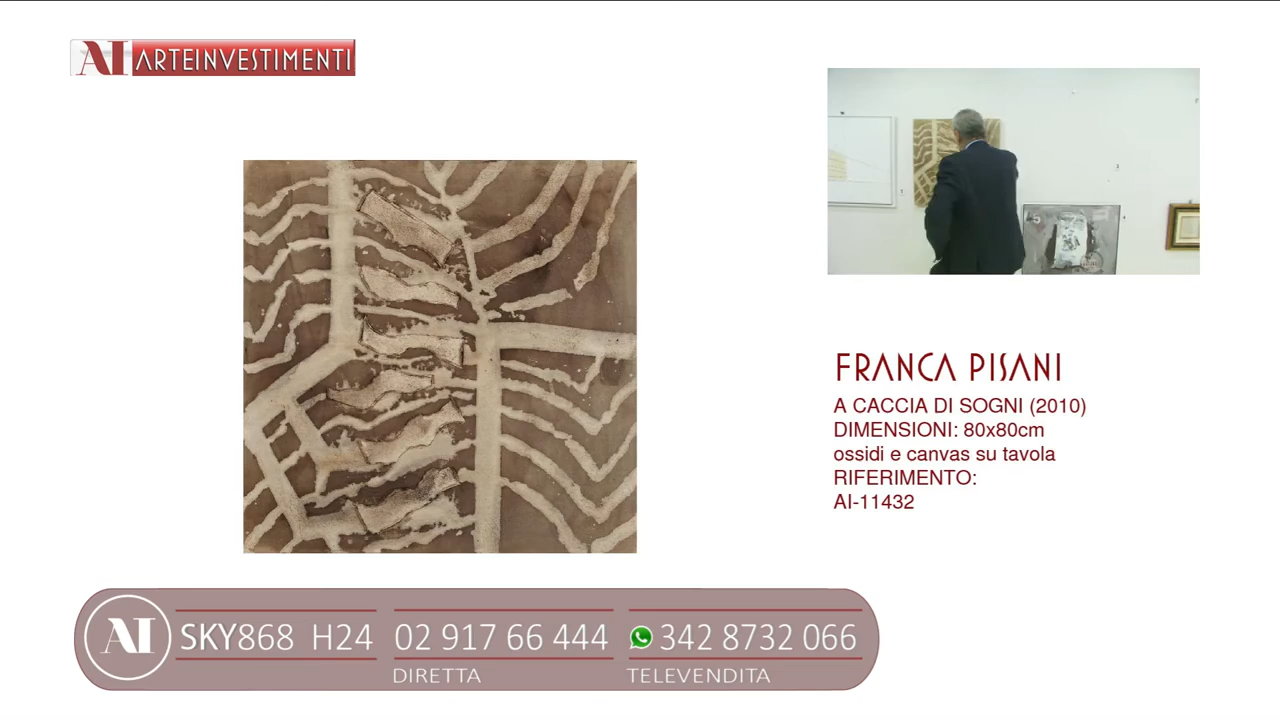 AI ARTEINVESTIMENTI
FRANCA PISANI
A CACCIA DI SOGNI (2010)
DIMENSIONI: 80x80cm
ossidi e canvas su tavola
RIFERIMENTO:
AI-11432
AI SKY868 H24 02 917 66 444 342 8732 066
DIRETTA TELEVENDITA